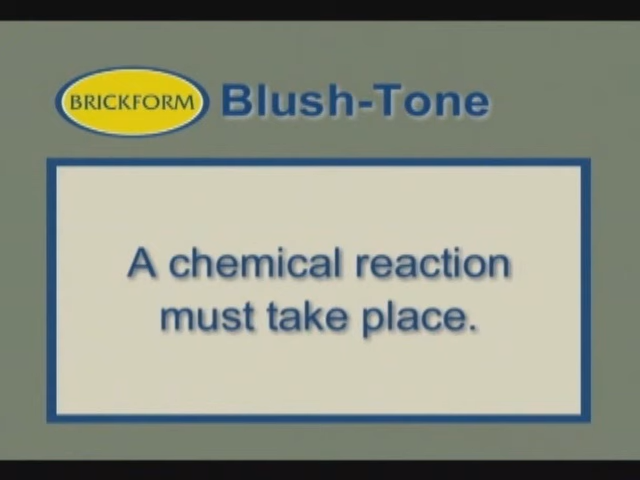 BRICKFORM Blush-Tone
A chemical reaction
must take place.